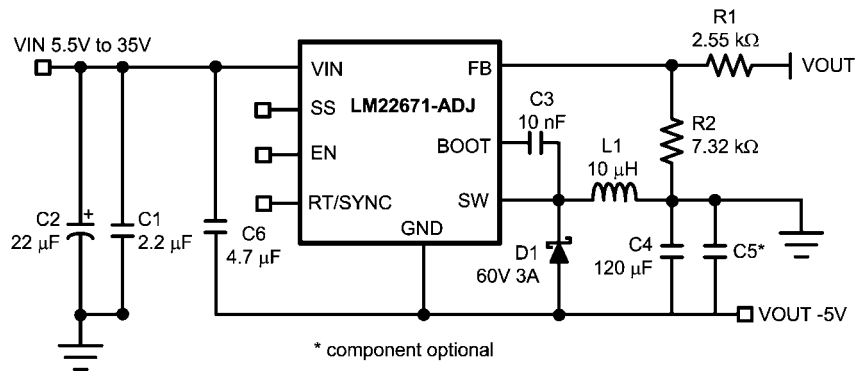 VIN 5.5V to 35V
VIN
FB
LM22671-ADJ
SS
EN
RT/SYNC
BOOT
SW
GND
R1
2.55 kΩ
VOUT
C3
10 nF
R2
7.32 kΩ
L1
10 μH
C2
22 μF
+
C1
2.2 μF
C6
4.7 μF
D1
60V 3A
C4
120 μF
C5*
VOUT -5V
* component optional